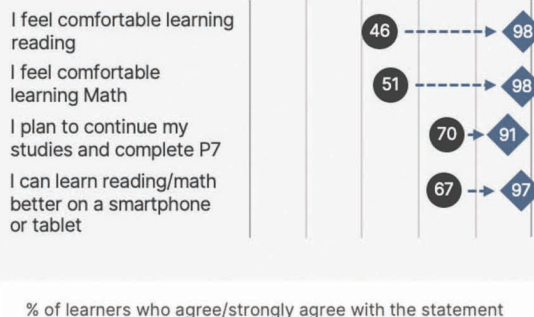 I feel comfortable learning
reading
46
98
I feel comfortable
learning Math
51
98
I plan to continue my
studies and complete P7
70
91
I can learn reading/math
better on a smartphone
or tablet
67
97
% of learners who agree/strongly agree with the statement